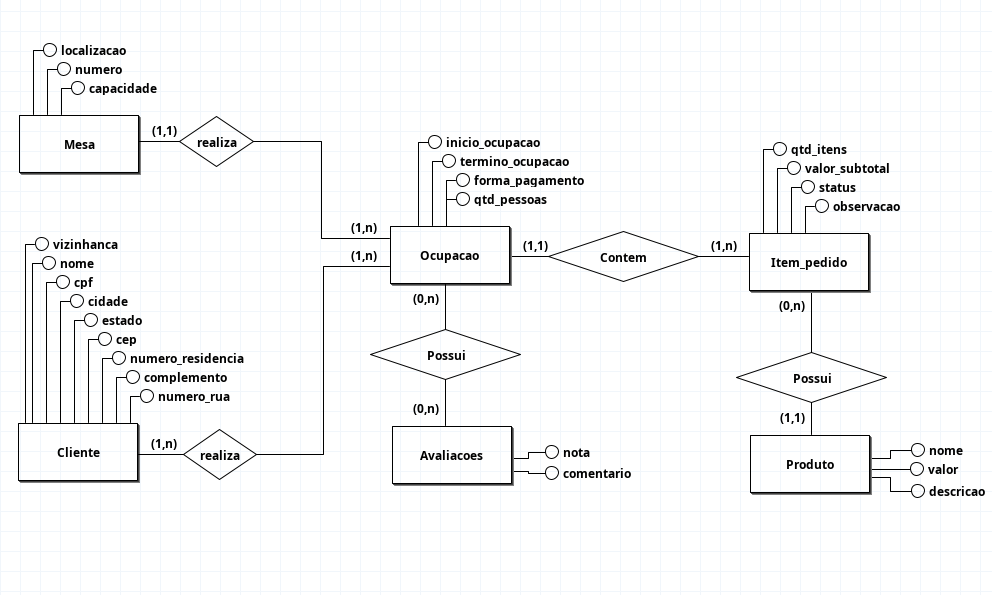 localizacao
numero
capacidade
Mesa
(1,1)
realiza
(1,n)
inicio_ocupacao
termino_ocupacao
forma_pagamento
qtd_pessoas
Ocupacao
(1,1)
Contem
(1,n)
qtd_itens
valor_subtotal
status
observacao
Item_pedido
vizinhanca
nome
cpf
cidade
estado
cep
numero_residencia
complemento
numero_rua
Cliente
(1,n)
realiza
(1,n)
(0,n)
Possui
(0,n)
Avaliacoes
nota
comentario
(0,n)
Possui
(1,1)
Produto
nome
valor
descricao